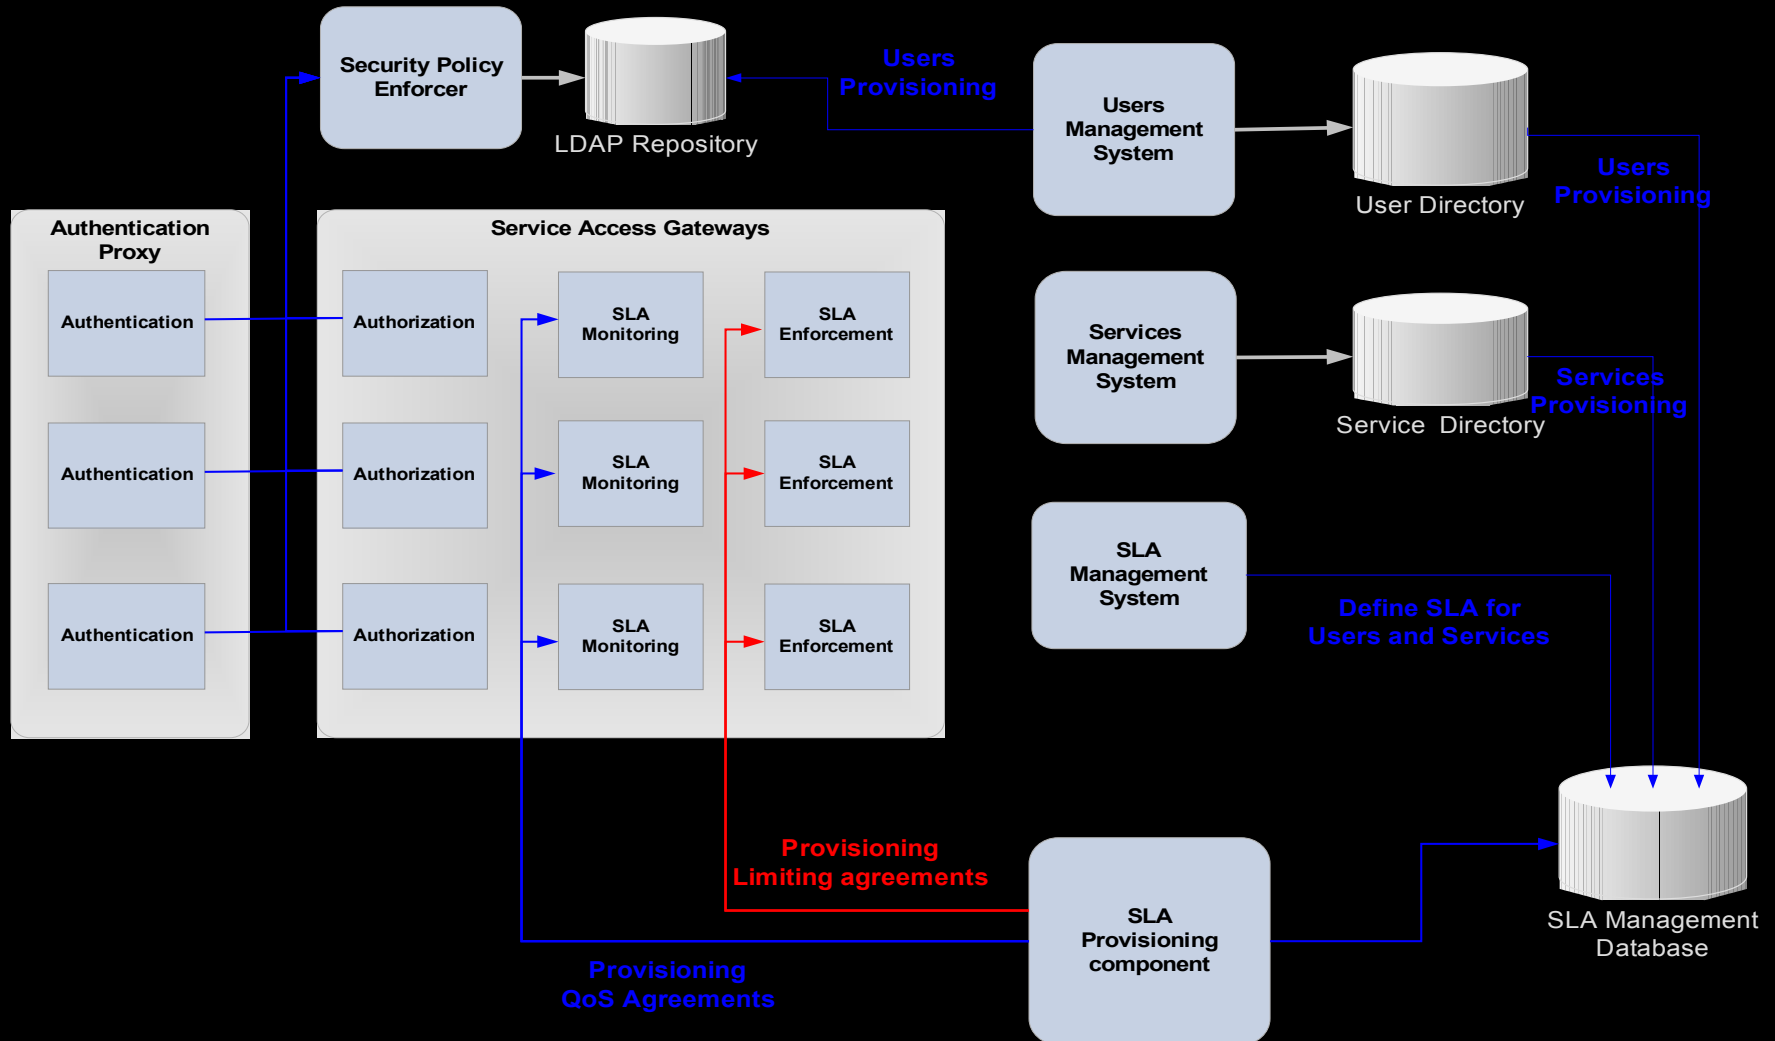 Security Policy
Enforcer
LDAP Repository
Users
Provisioning
Users
Management
System
User Directory
Users
Provisioning
Authentication
Proxy
Authentication
Authentication
Authentication
Service Access Gateways
Authorization
SLA
Monitoring
SLA
Enforcement
Authorization
SLA
Monitoring
SLA
Enforcement
Authorization
SLA
Monitoring
SLA
Enforcement
Services
Management
System
Service Directory
Services
Provisioning
SLA
Management
System
Define SLA for
Users and Services
Provisioning
Limiting agreements
Provisioning
QoS Agreements
SLA
Provisioning
component
SLA Management
Database